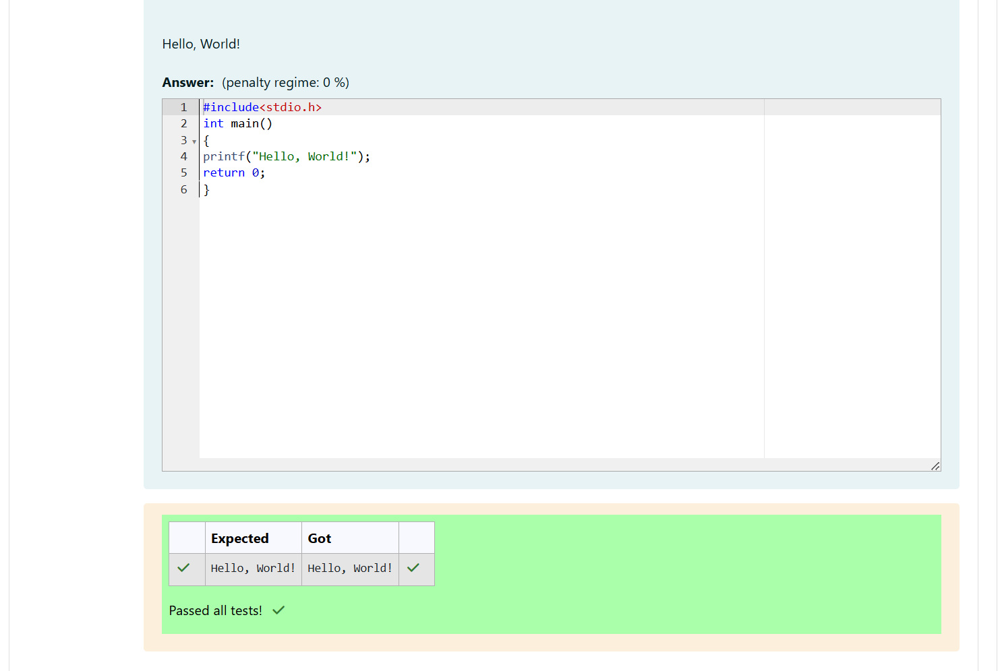 Hello, World!
Answer: (penalty regime: 0 %)
1 #include<stdio.h>
2 int main()
3 {
4 printf("Hello, World!");
5 return 0;
6 }
Expected Got
Hello, World! Hello, World!
Passed all tests!